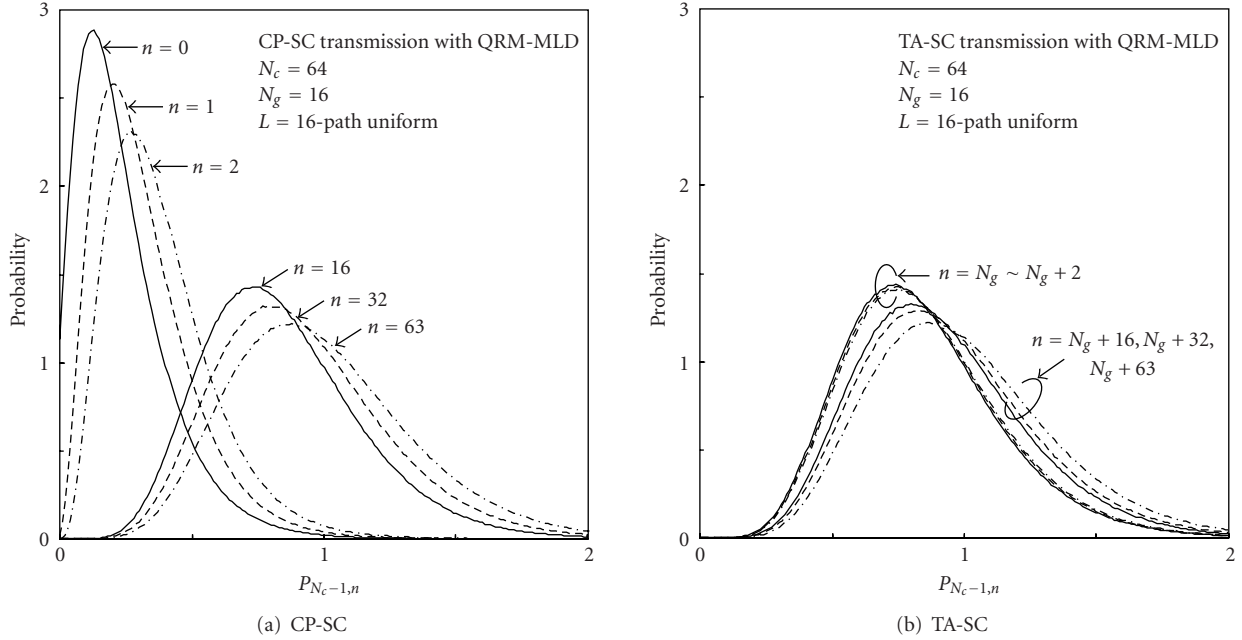 3
2
1
0
0
1
2
Probability
n = 0
n = 1
n = 2
CP-SC transmission with QRM-MLD
N_c = 64
N_g = 16
L = 16-path uniform
n = 16
n = 32
n = 63
P_{N_c−1,n}
(a) CP-SC
3
2
1
0
0
1
2
Probability
TA-SC transmission with QRM-MLD
N_c = 64
N_g = 16
L = 16-path uniform
n = N_g ∼ N_g + 2
n = N_g + 16, N_g + 32,
N_g + 63
P_{N_c−1,n}
(b) TA-SC